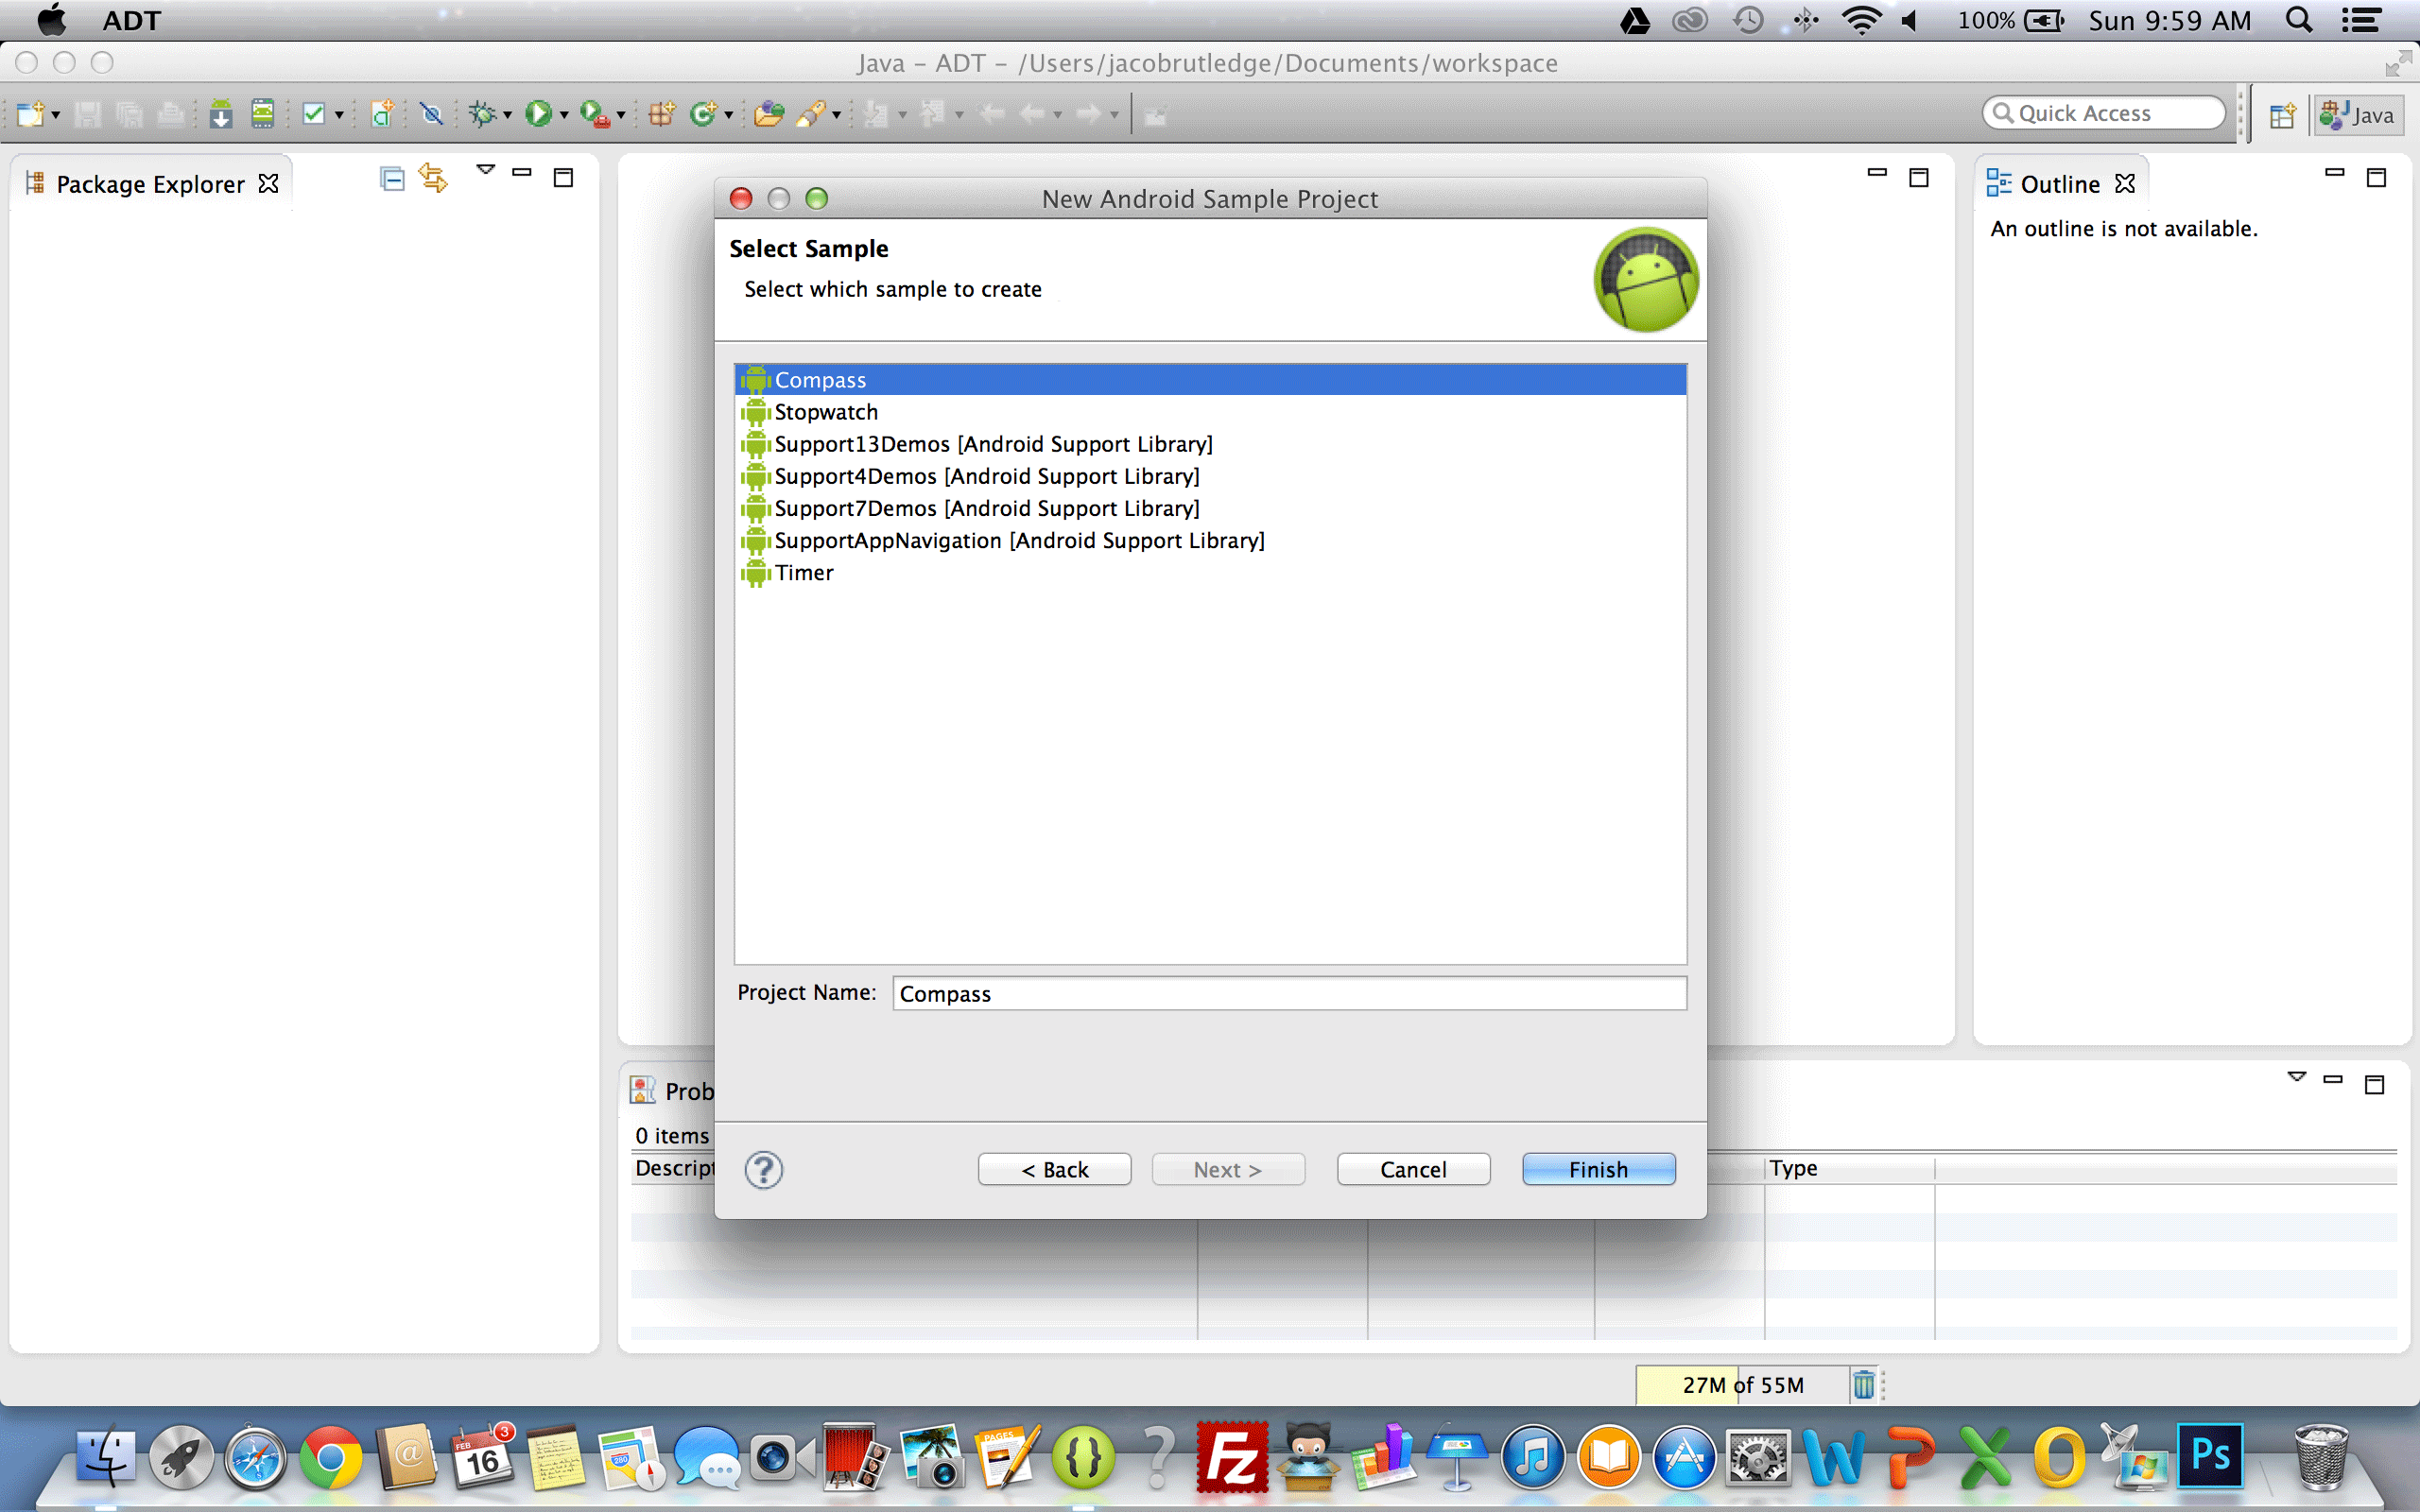 ADT
100%
Sun 9:59 AM
Java – ADT – /Users/jacobrutledge/Documents/workspace
Quick Access
Java
Package Explorer
Outline
An outline is not available.
New Android Sample Project
Select Sample
Select which sample to create
Compass
Stopwatch
Support13Demos [Android Support Library]
Support4Demos [Android Support Library]
Support7Demos [Android Support Library]
SupportAppNavigation [Android Support Library]
Timer
Project Name: Compass
Prob
0 items
Descript
Type
< Back
Next >
Cancel
Finish
27M of 55M
FEB
16
3
@
280
PAGES
{}
?
Fz
W
P
X
O
Ps